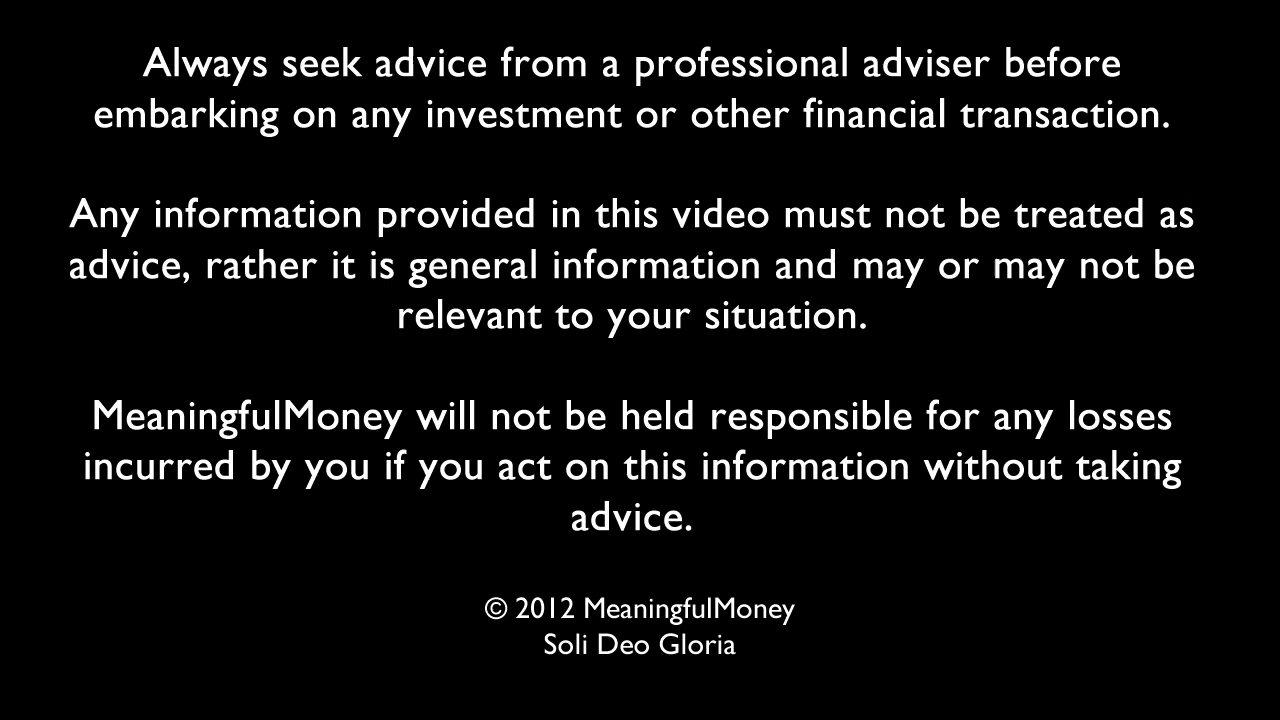 Always seek advice from a professional adviser before
embarking on any investment or other financial transaction.
Any information provided in this video must not be treated as
advice, rather it is general information and may or may not be
relevant to your situation.
MeaningfulMoney will not be held responsible for any losses
incurred by you if you act on this information without taking
advice.
© 2012 MeaningfulMoney
Soli Deo Gloria